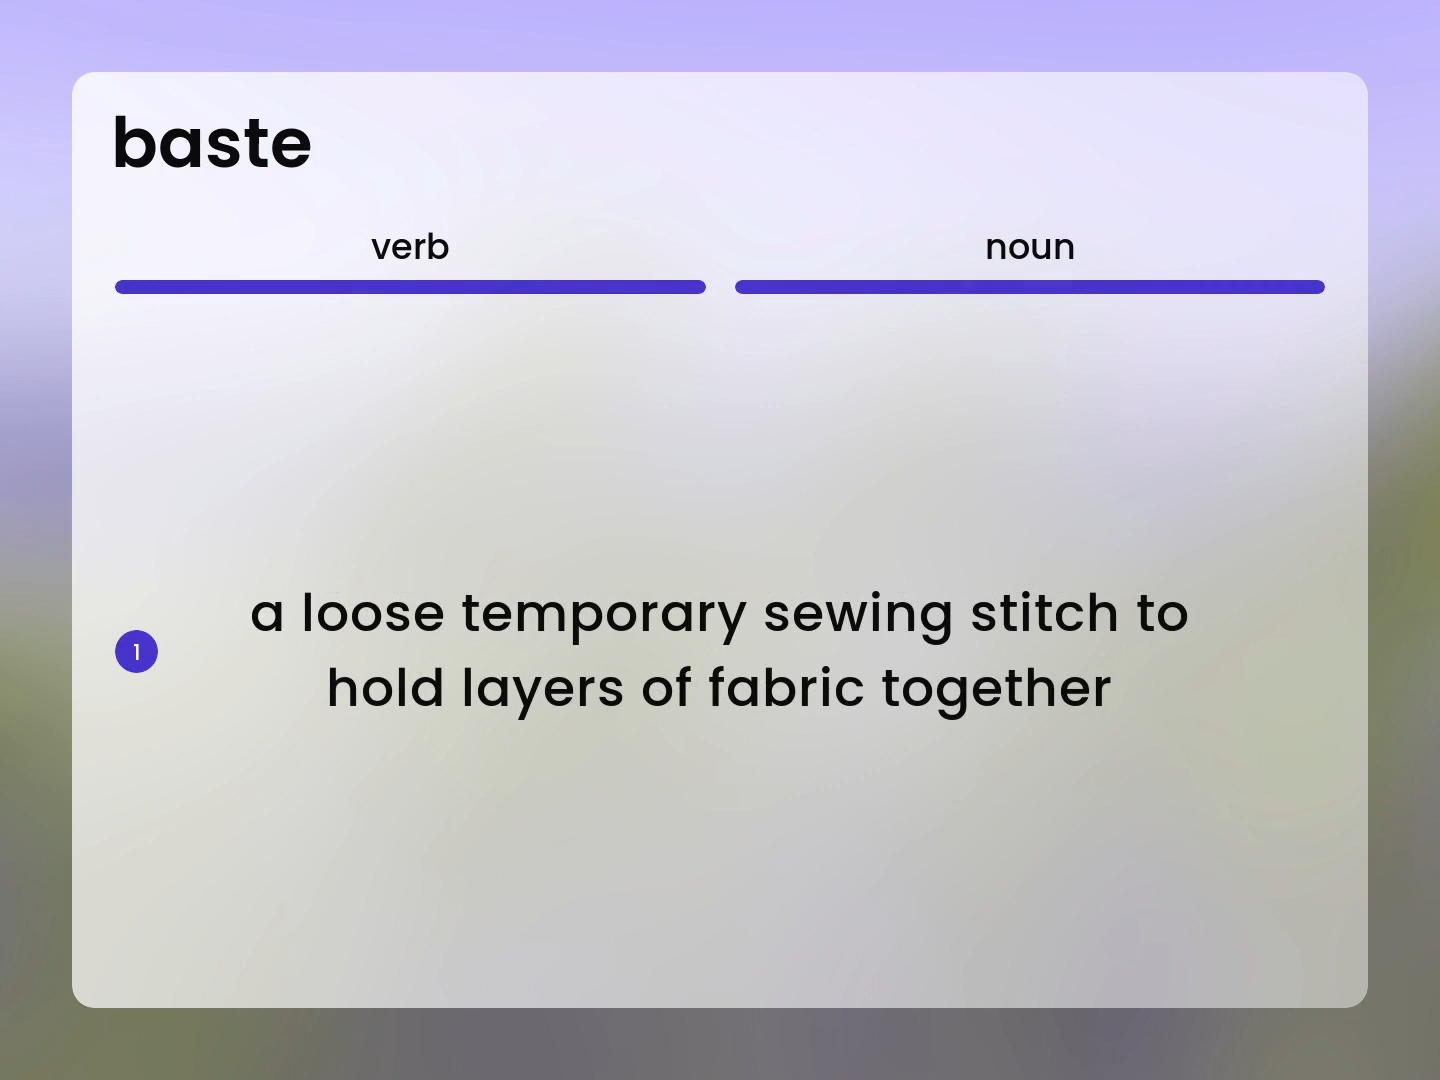 baste
verb
noun
1
a loose temporary sewing stitch to
hold layers of fabric together